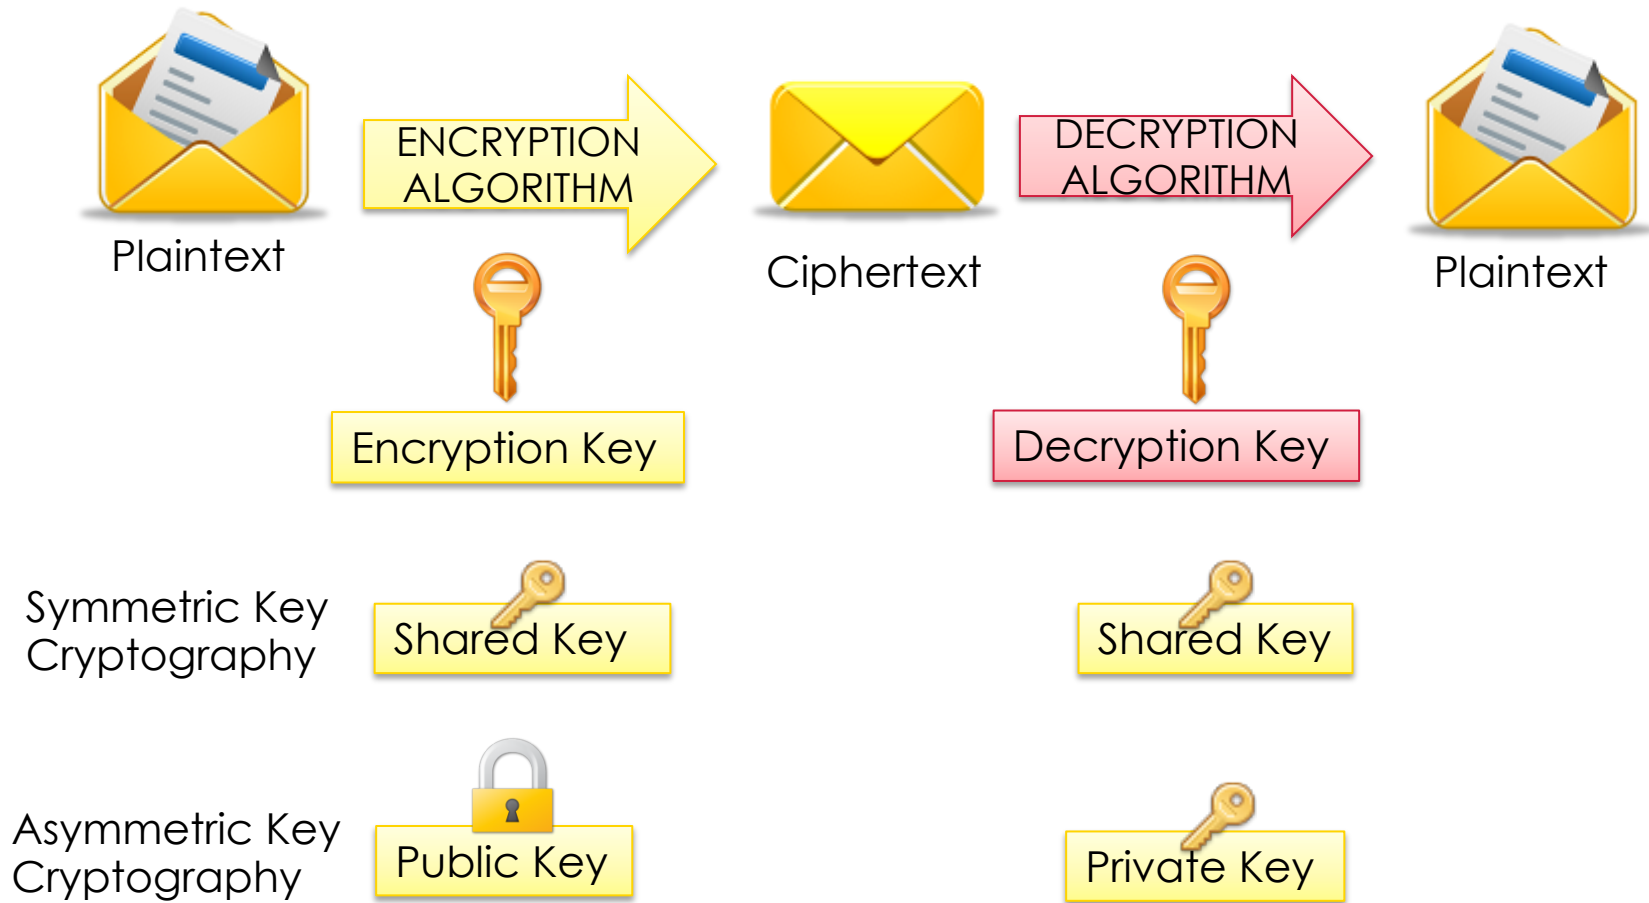 ENCRYPTION
ALGORITHM
DECRYPTION
ALGORITHM
Plaintext
Ciphertext
Plaintext
Encryption Key
Decryption Key
Symmetric Key
Cryptography
Shared Key
Shared Key
Asymmetric Key
Cryptography
Public Key
Private Key